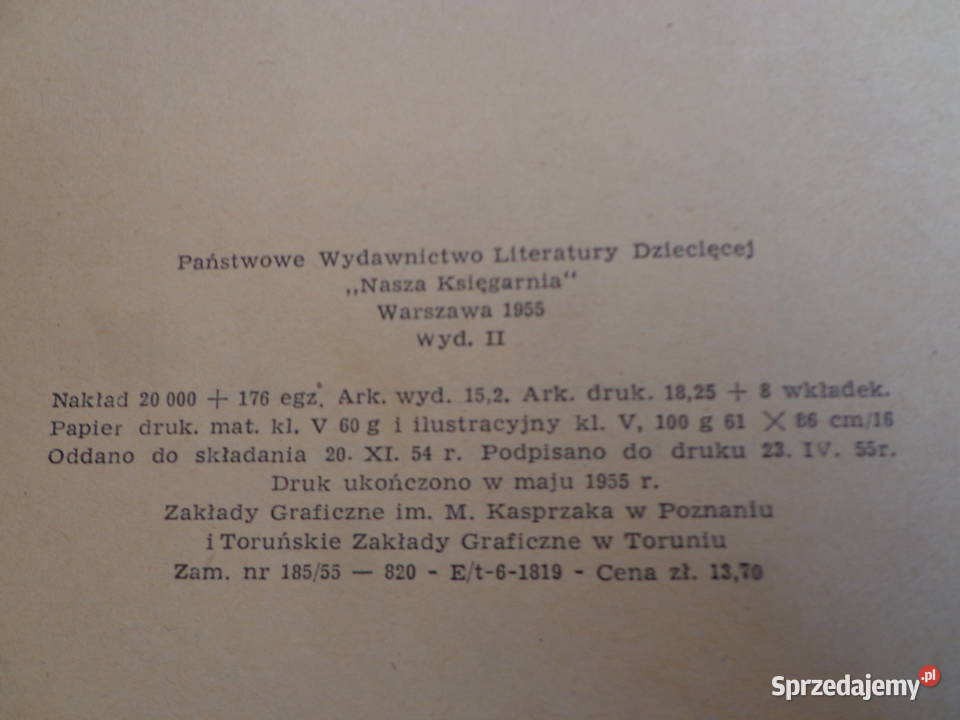 Państwowe Wydawnictwo Literatury Dziecięcej
„Nasza Księgarnia"
Warszawa 1955
Wyd. II
Nakład 20 000 + 176 egz. Ark. wyd. 15,2. Ark. druk. 18,25 + 8 wkładek.
Papier druk. mat. kl. V 60 g i ilustracyjny kl. V, 100 g 61 × 86 cm/16
Oddano do składania 20. XI. 54 r. Podpisano do druku 23. IV. 55r.
Druk ukończono w maju 1955 r.
Zakłady Graficzne im. M. Kasprzaka w Poznaniu
i Toruńskie Zakłady Graficzne w Toruniu
Zam. nr 185/55 — 820 - E/t-6-1819 - Cena zł. 13,70
Sprzedajemy.pl